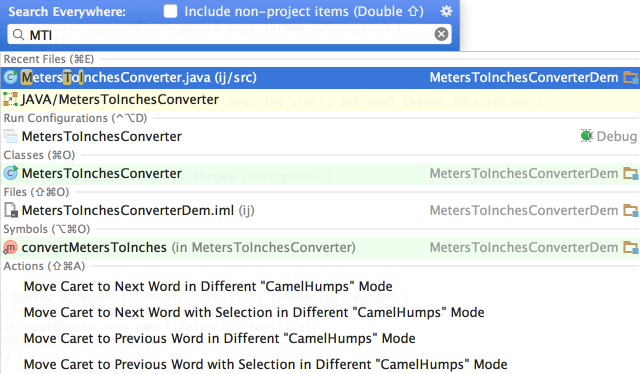 Search Everywhere: Include non-project items (Double ⇧)
MTI
Recent Files (⌘E)
MetersToInchesConverter.java (ij/src) MetersToInchesConverterDem
JAVA/MetersToInchesConverter
Run Configurations (⌃⌥D)
MetersToInchesConverter Debug
Classes (⌘O)
MetersToInchesConverter MetersToInchesConverterDem
Files (⇧⌘O)
MetersToInchesConverterDem.iml (ij) MetersToInchesConverterDem
Symbols (⌥⌘O)
convertMetersToInches (in MetersToInchesConverter) MetersToInchesConverterDem
Actions (⇧⌘A)
Move Caret to Next Word in Different "CamelHumps" Mode
Move Caret to Next Word with Selection in Different "CamelHumps" Mode
Move Caret to Previous Word in Different "CamelHumps" Mode
Move Caret to Previous Word with Selection in Different "CamelHumps" Mode